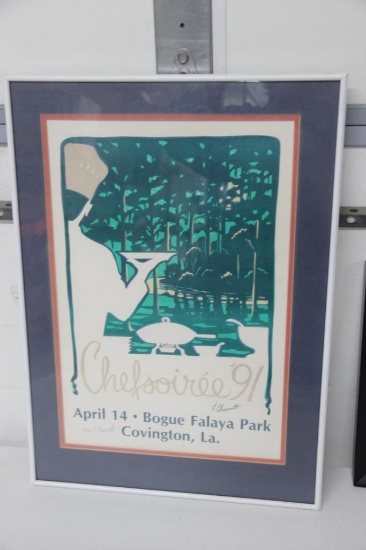 Chefsoirée '91
April 14 • Bogue Falaya Park
Covington, La.